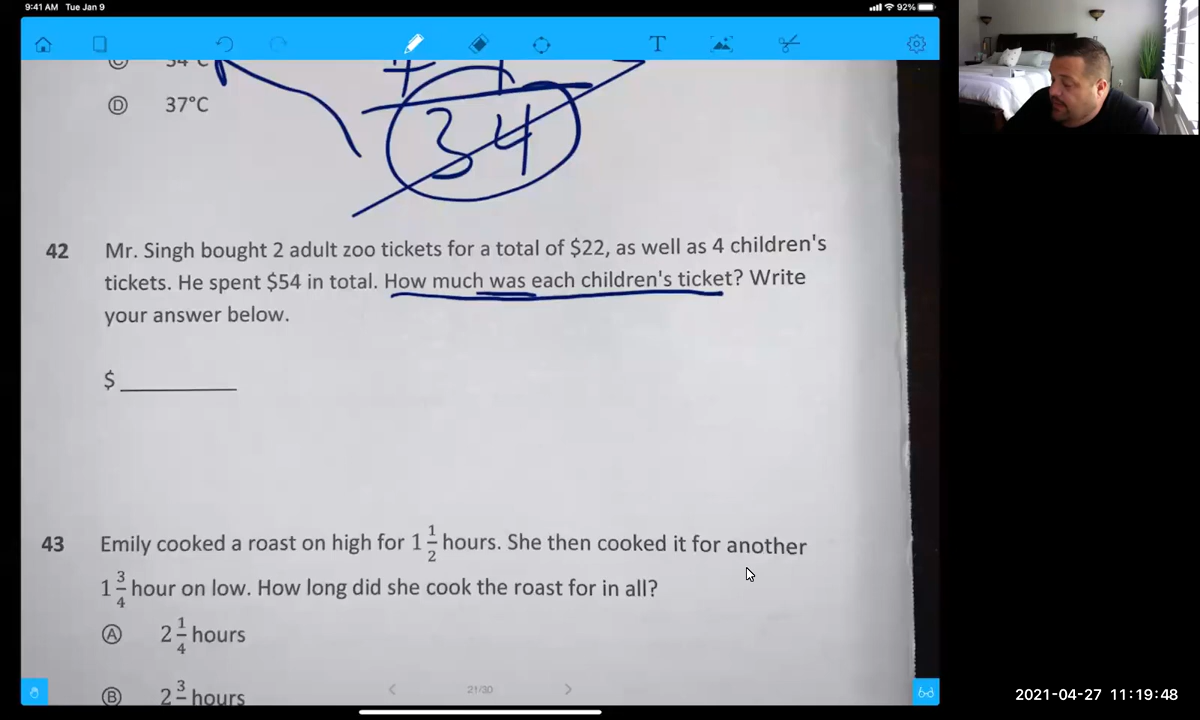 9:41 AM Tue Jan 9
92%
T
Ⓒ 34°C
Ⓓ 37°C
34
42 Mr. Singh bought 2 adult zoo tickets for a total of $22, as well as 4 children's
tickets. He spent $54 in total. How much was each children's ticket? Write
your answer below.
$
43 Emily cooked a roast on high for 1 1/2 hours. She then cooked it for another
1 3/4 hour on low. How long did she cook the roast for in all?
Ⓐ 2 1/4 hours
Ⓑ 2 3/ hours
21/30
2021-04-27 11:19:48